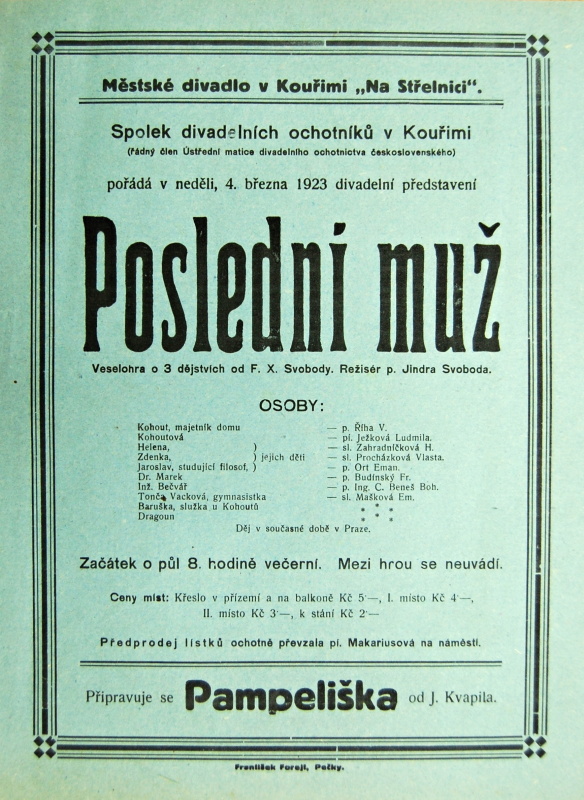 Městské divadlo v Kouřimi „Na Střelnici“.
Spolek divadelních ochotníků v Kouřimi
(řádný člen Ústřední matice divadelního ochotnictva československého)
pořádá v neděli, 4. března 1923 divadelní představení
Poslední muž
Veselohra o 3 dějstvích od F. X. Svobody. Režisér p. Jindra Svoboda.
OSOBY:
Kohout, majetník domu — p. Říha V.
Kohoutová — pí. Ježková Ludmila.
Helena, ) — sl. Zahradníčková H.
Zdenka, ) jejich děti — sl. Procházková Vlasta.
Jaroslav, studující filosof, ) — p. Ort Eman.
Dr. Marek — p. Budínský Fr.
Inž. Bečvář — p. Ing. C. Beneš Boh.
Tonča Vacková, gymnasistka — sl. Mašková Em.
Baruška, služka u Kohoutů * * *
Dragoun * * *
Děj v současné době v Praze.
Začátek o půl 8. hodině večerní. Mezi hrou se neuvádí.
Ceny míst: Křeslo v přízemí a na balkoně Kč 5·—, I. místo Kč 4·—,
II. místo Kč 3·—, k stání Kč 2·—
Předprodej lístků ochotně převzala pí. Makariusová na náměstí.
Připravuje se Pampeliška od J. Kvapila.
František Forejt, Pečky.